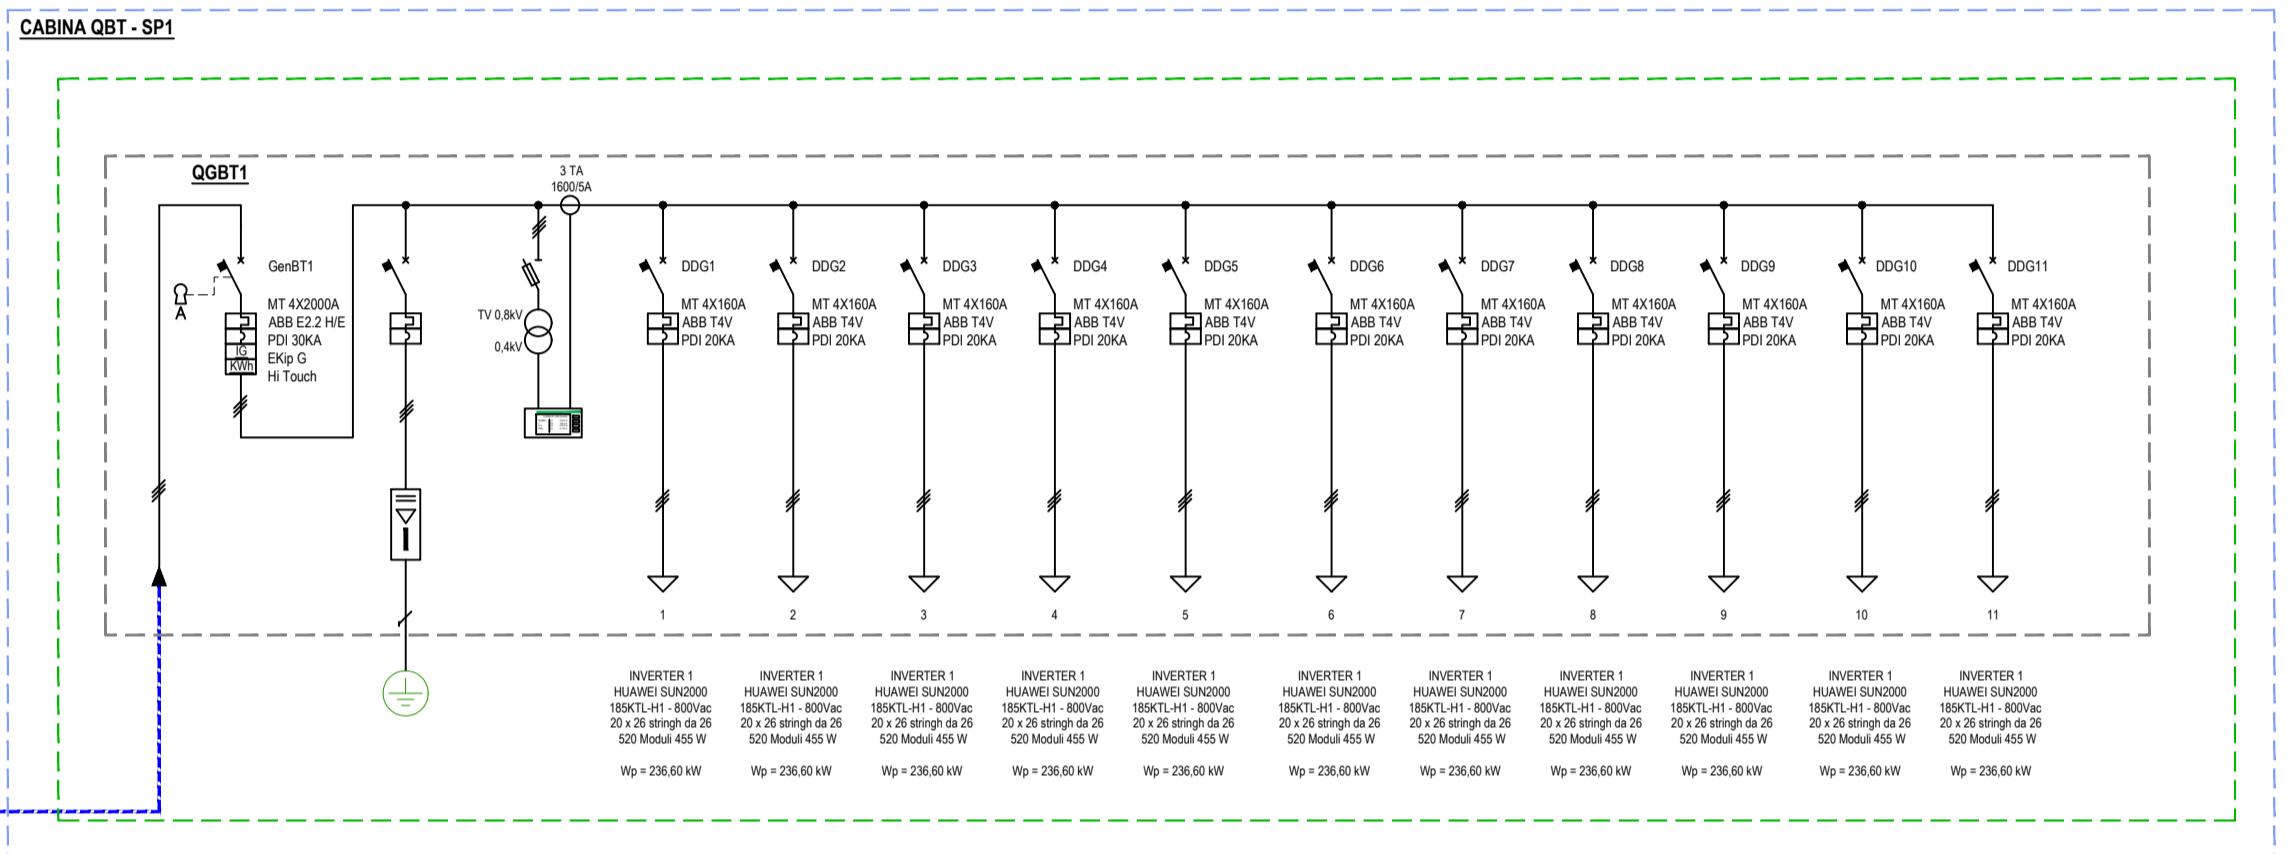 CABINA QBT - SP1
QGBT1
3 TA
1600/5A
GenBT1
MT 4X2000A
ABB E2.2 H/E
PDI 30KA
EKip G
Hi Touch
IG
KWh
A
TV 0,8kV
0,4kV
DDG1
MT 4X160A
ABB T4V
PDI 20KA
DDG2
MT 4X160A
ABB T4V
PDI 20KA
DDG3
MT 4X160A
ABB T4V
PDI 20KA
DDG4
MT 4X160A
ABB T4V
PDI 20KA
DDG5
MT 4X160A
ABB T4V
PDI 20KA
DDG6
MT 4X160A
ABB T4V
PDI 20KA
DDG7
MT 4X160A
ABB T4V
PDI 20KA
DDG8
MT 4X160A
ABB T4V
PDI 20KA
DDG9
MT 4X160A
ABB T4V
PDI 20KA
DDG10
MT 4X160A
ABB T4V
PDI 20KA
DDG11
MT 4X160A
ABB T4V
PDI 20KA
1
2
3
4
5
6
7
8
9
10
11
INVERTER 1
HUAWEI SUN2000
185KTL-H1 - 800Vac
20 x 26 stringh da 26
520 Moduli 455 W
Wp = 236,60 kW
INVERTER 1
HUAWEI SUN2000
185KTL-H1 - 800Vac
20 x 26 stringh da 26
520 Moduli 455 W
Wp = 236,60 kW
INVERTER 1
HUAWEI SUN2000
185KTL-H1 - 800Vac
20 x 26 stringh da 26
520 Moduli 455 W
Wp = 236,60 kW
INVERTER 1
HUAWEI SUN2000
185KTL-H1 - 800Vac
20 x 26 stringh da 26
520 Moduli 455 W
Wp = 236,60 kW
INVERTER 1
HUAWEI SUN2000
185KTL-H1 - 800Vac
20 x 26 stringh da 26
520 Moduli 455 W
Wp = 236,60 kW
INVERTER 1
HUAWEI SUN2000
185KTL-H1 - 800Vac
20 x 26 stringh da 26
520 Moduli 455 W
Wp = 236,60 kW
INVERTER 1
HUAWEI SUN2000
185KTL-H1 - 800Vac
20 x 26 stringh da 26
520 Moduli 455 W
Wp = 236,60 kW
INVERTER 1
HUAWEI SUN2000
185KTL-H1 - 800Vac
20 x 26 stringh da 26
520 Moduli 455 W
Wp = 236,60 kW
INVERTER 1
HUAWEI SUN2000
185KTL-H1 - 800Vac
20 x 26 stringh da 26
520 Moduli 455 W
Wp = 236,60 kW
INVERTER 1
HUAWEI SUN2000
185KTL-H1 - 800Vac
20 x 26 stringh da 26
520 Moduli 455 W
Wp = 236,60 kW
INVERTER 1
HUAWEI SUN2000
185KTL-H1 - 800Vac
20 x 26 stringh da 26
520 Moduli 455 W
Wp = 236,60 kW